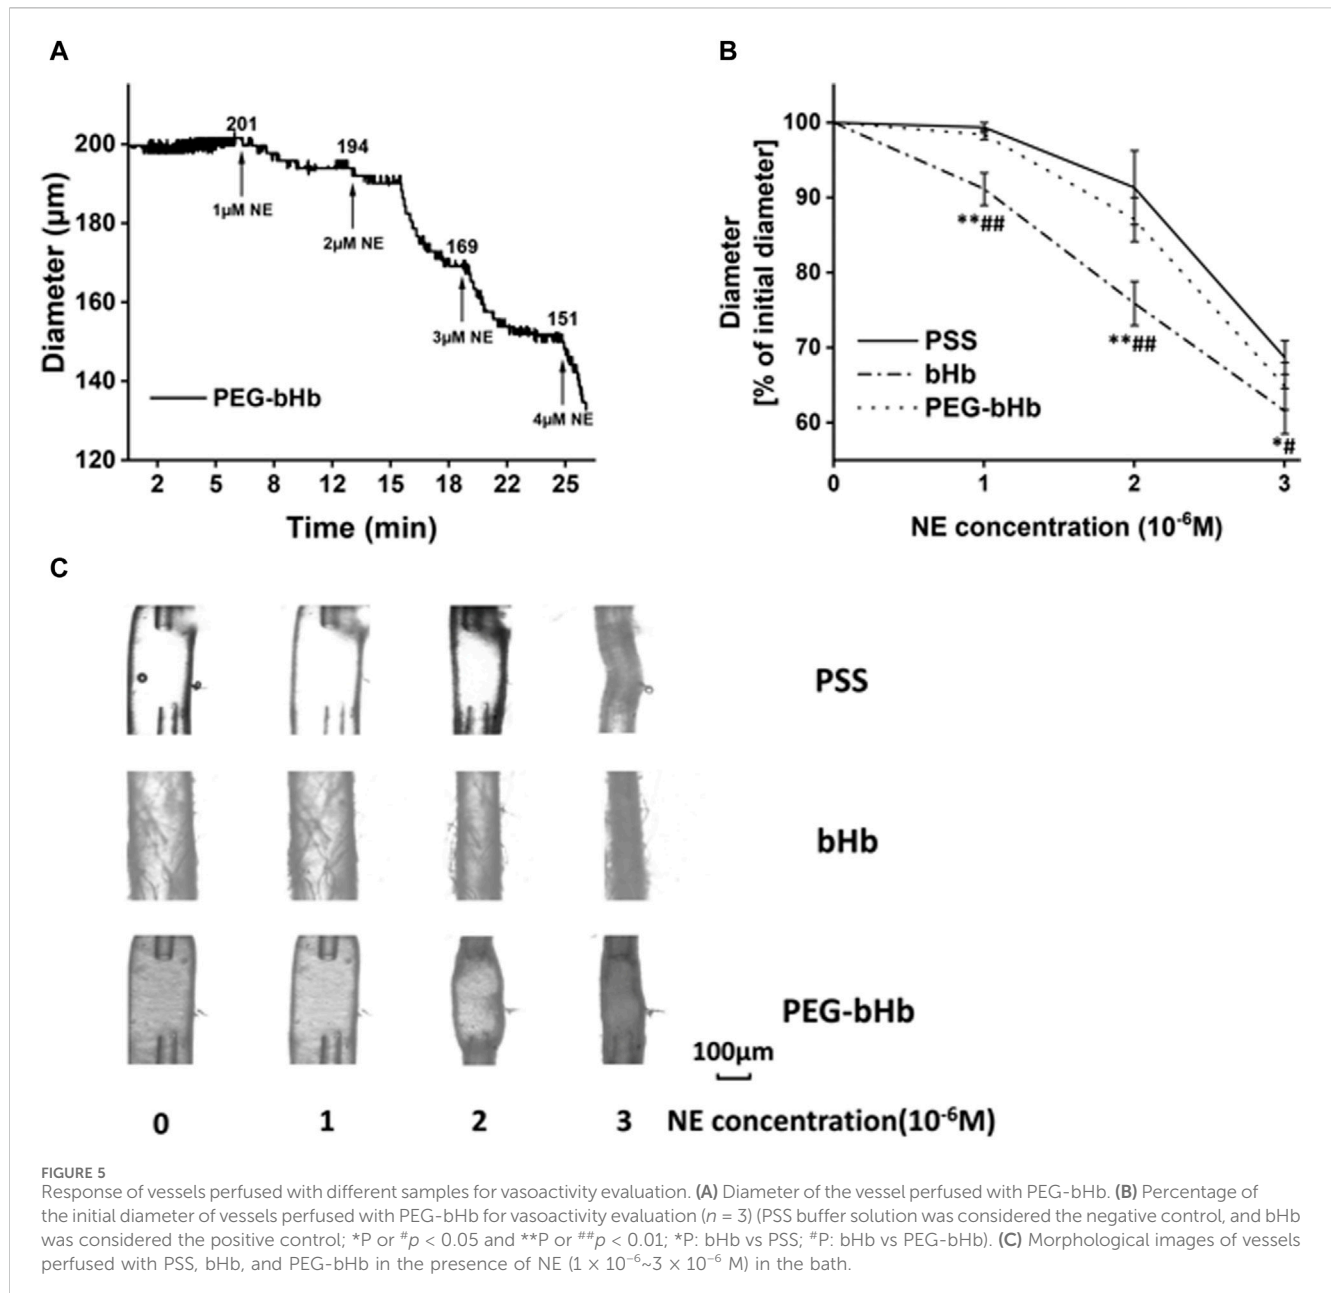 A
Diameter (µm)
200
180
160
140
120
201
194
169
151
1µM NE
2µM NE
3µM NE
4µM NE
PEG-bHb
2 5 8 12 15 18 22 25
Time (min)
B
Diameter
[% of initial diameter]
100
90
80
70
60
**##
**##
*#
PSS
bHb
PEG-bHb
0 1 2 3
NE concentration (10⁻⁶M)
C
PSS
bHb
PEG-bHb
100µm
0 1 2 3 NE concentration(10⁻⁶M)
FIGURE 5
Response of vessels perfused with different samples for vasoactivity evaluation. (A) Diameter of the vessel perfused with PEG-bHb. (B) Percentage of
the initial diameter of vessels perfused with PEG-bHb for vasoactivity evaluation (n = 3) (PSS buffer solution was considered the negative control, and bHb
was considered the positive control; *P or #p < 0.05 and **P or ##p < 0.01; *P: bHb vs PSS; #P: bHb vs PEG-bHb). (C) Morphological images of vessels
perfused with PSS, bHb, and PEG-bHb in the presence of NE (1 × 10⁻⁶~3 × 10⁻⁶ M) in the bath.